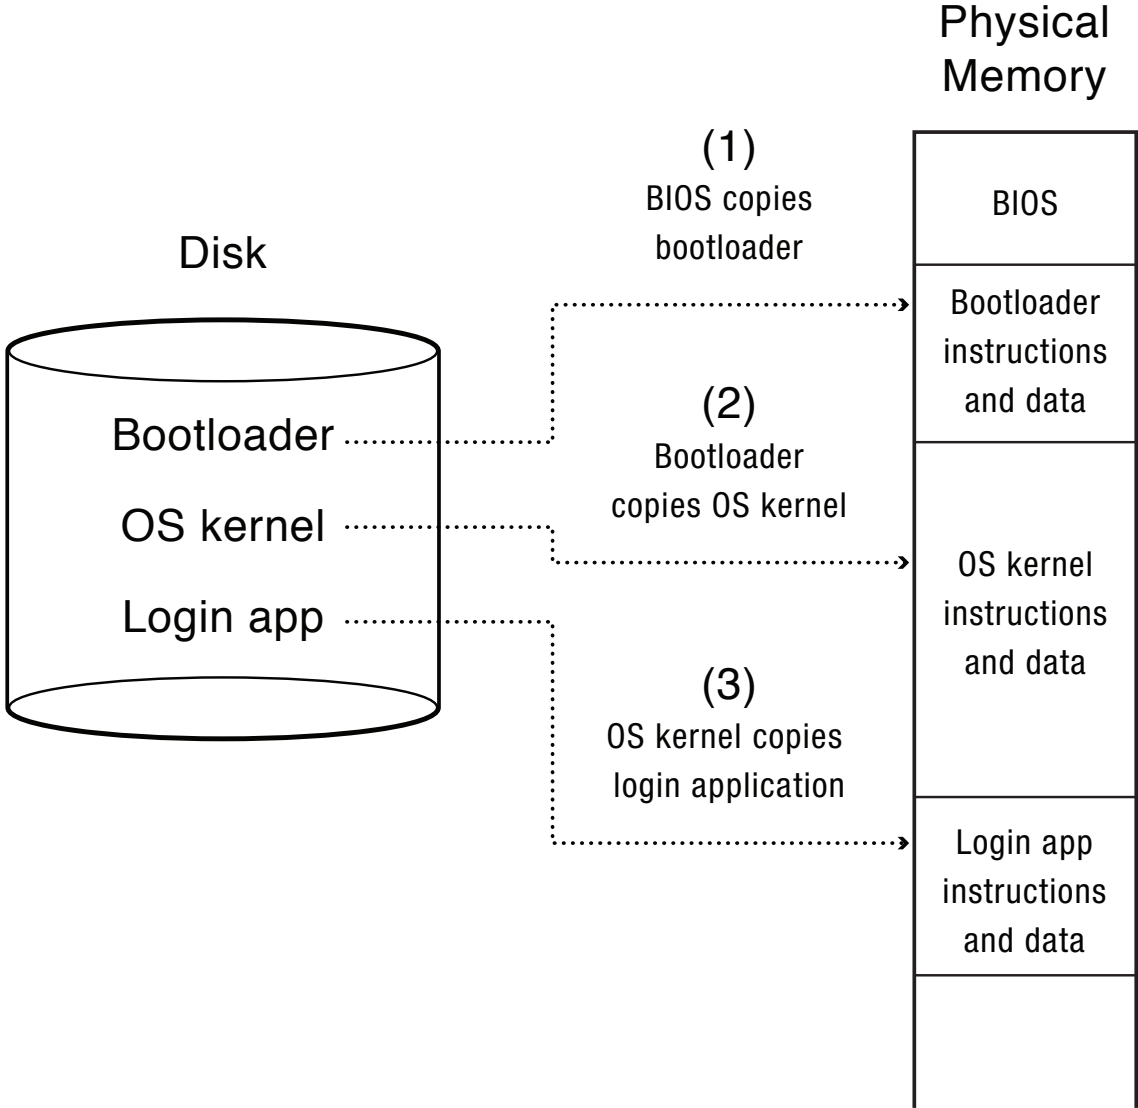 Physical
Memory
(1)
BIOS copies
bootloader
BIOS
Disk
Bootloader
instructions
and data
Bootloader
(2)
Bootloader
copies OS kernel
OS kernel
OS kernel
instructions
and data
Login app
(3)
OS kernel copies
login application
Login app
instructions
and data